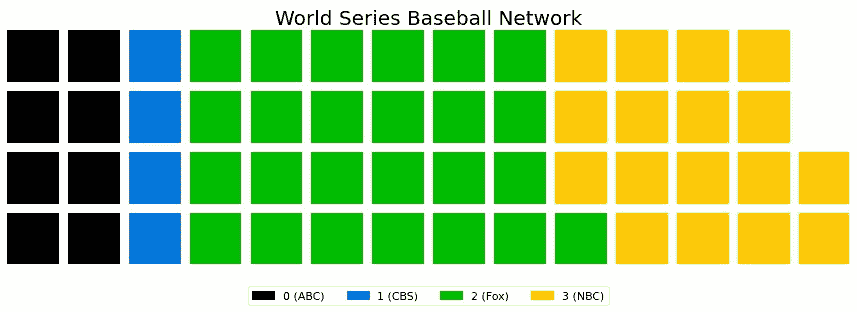 World Series Baseball Network
0 (ABC) 1 (CBS) 2 (Fox) 3 (NBC)